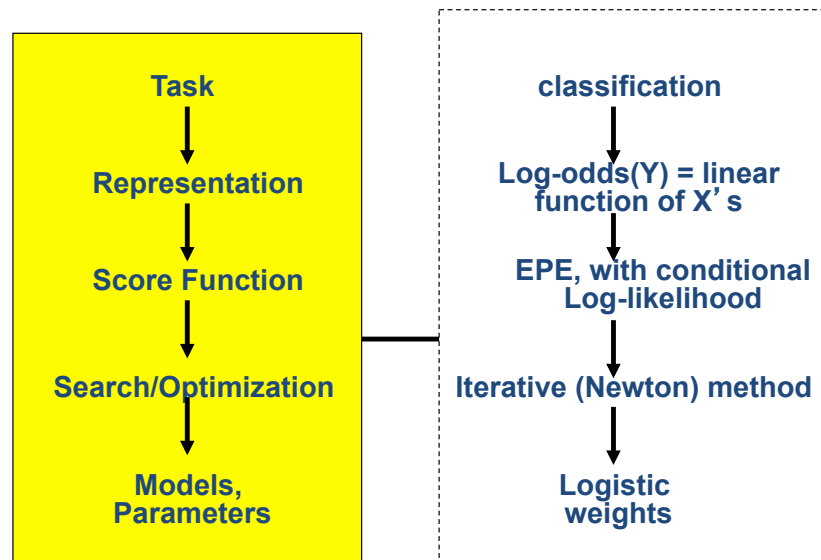 Task
Representation
Score Function
Search/Optimization
Models,
Parameters
classification
Log-odds(Y) = linear
function of X’s
EPE, with conditional
Log-likelihood
Iterative (Newton) method
Logistic
weights